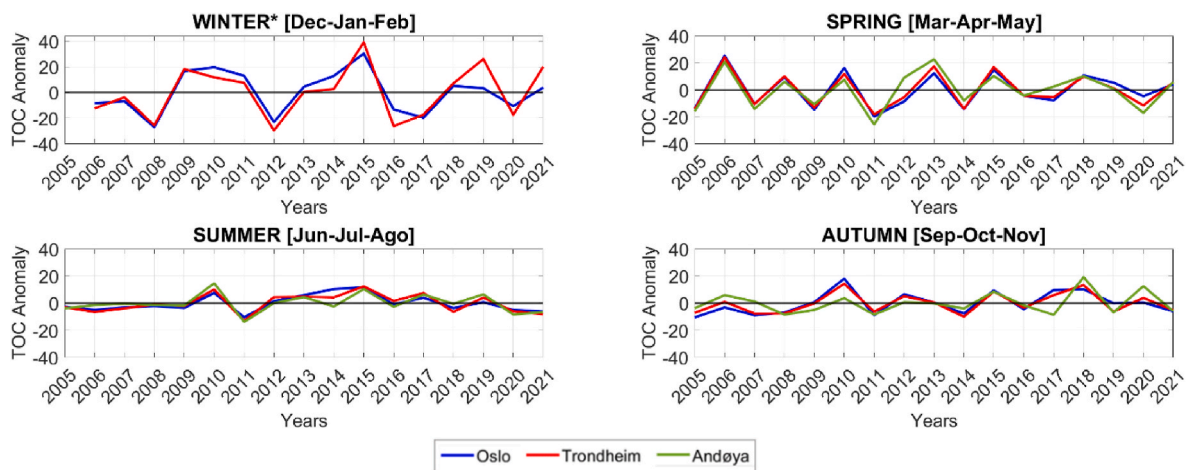 WINTER* [Dec-Jan-Feb]
TOC Anomaly
40
20
0
-20
-40
2005 2006 2007 2008 2009 2010 2011 2012 2013 2014 2015 2016 2017 2018 2019 2020 2021
Years
SPRING [Mar-Apr-May]
TOC Anomaly
40
20
0
-20
-40
2005 2006 2007 2008 2009 2010 2011 2012 2013 2014 2015 2016 2017 2018 2019 2020 2021
Years
SUMMER [Jun-Jul-Ago]
TOC Anomaly
40
20
0
-20
-40
2005 2006 2007 2008 2009 2010 2011 2012 2013 2014 2015 2016 2017 2018 2019 2020 2021
Years
AUTUMN [Sep-Oct-Nov]
TOC Anomaly
40
20
0
-20
-40
2005 2006 2007 2008 2009 2010 2011 2012 2013 2014 2015 2016 2017 2018 2019 2020 2021
Years
Oslo Trondheim Andøya